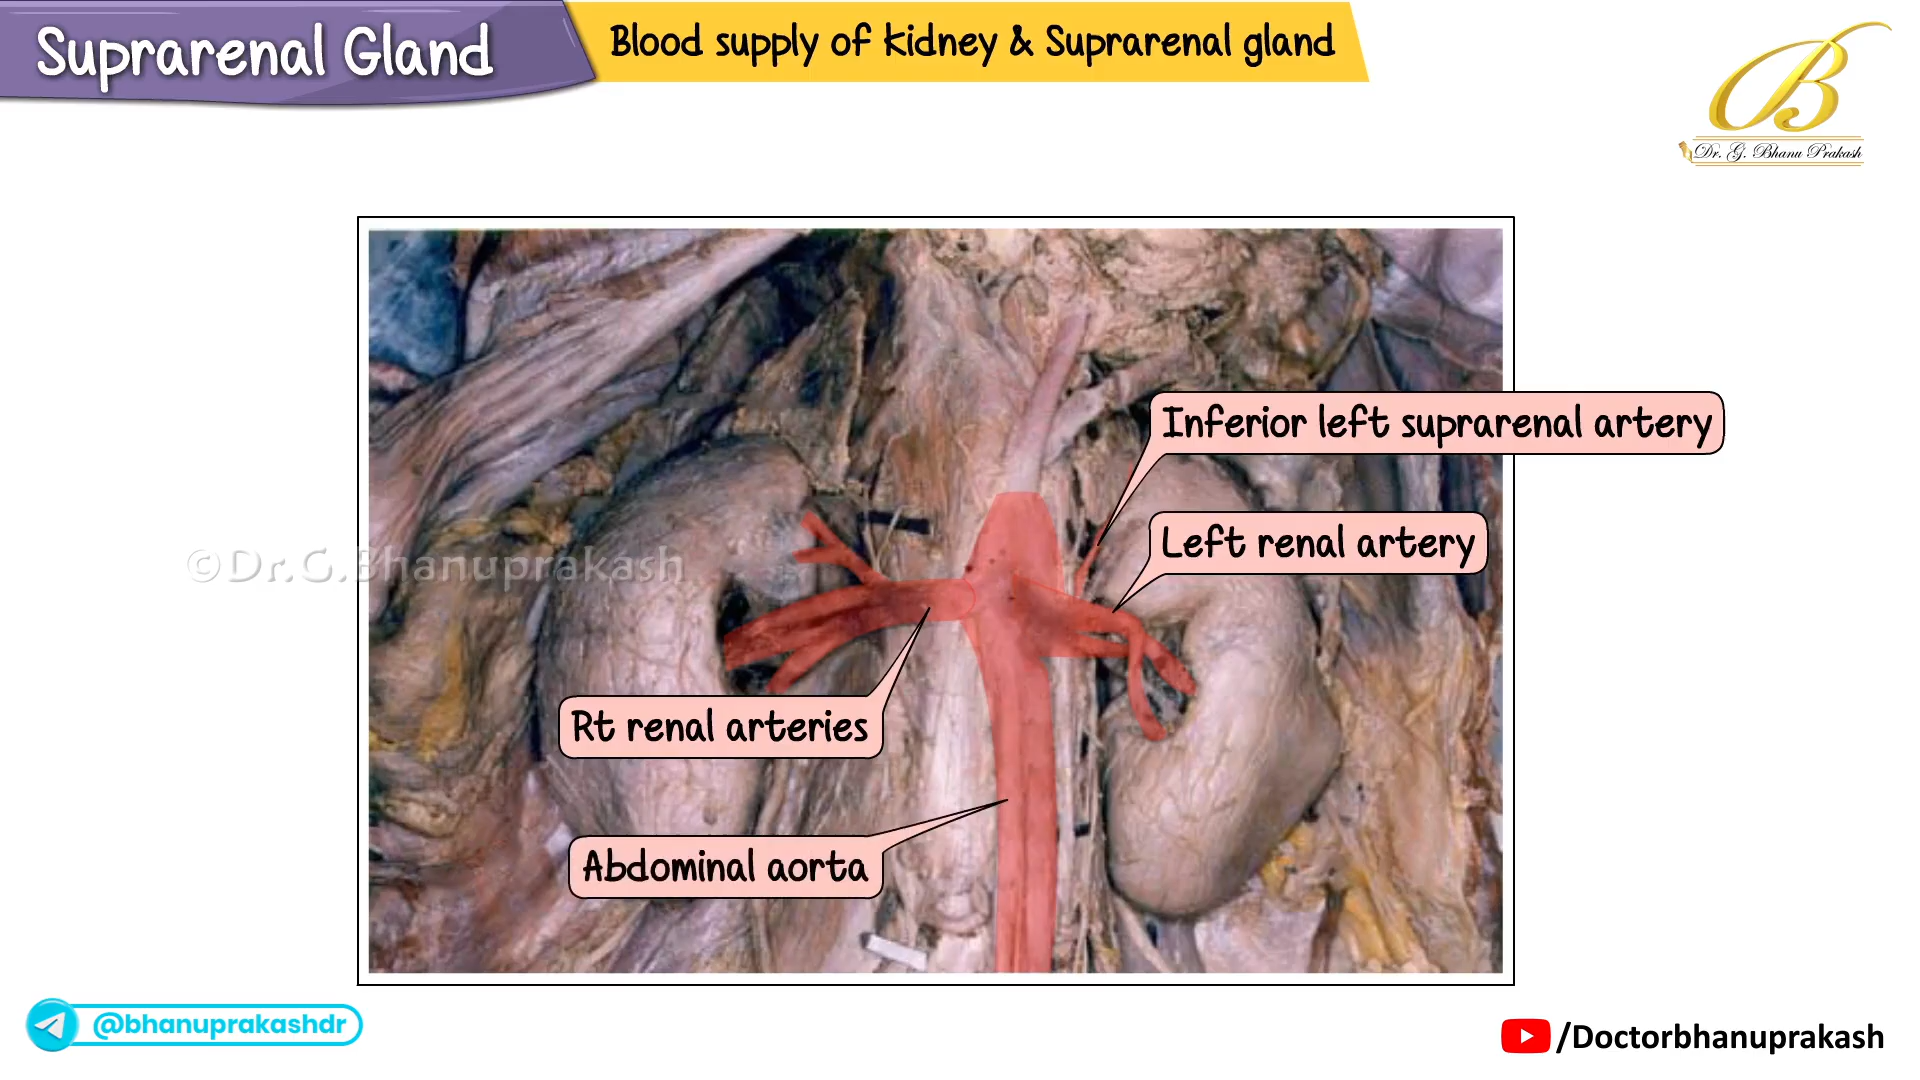 Suprarenal Gland
Blood supply of kidney & Suprarenal gland
B
Dr. G. Bhanu Prakash
Inferior left suprarenal artery
Left renal artery
©Dr.G.Bhanuprakash
Rt renal arteries
Abdominal aorta
@bhanuprakashdr
/Doctorbhanuprakash